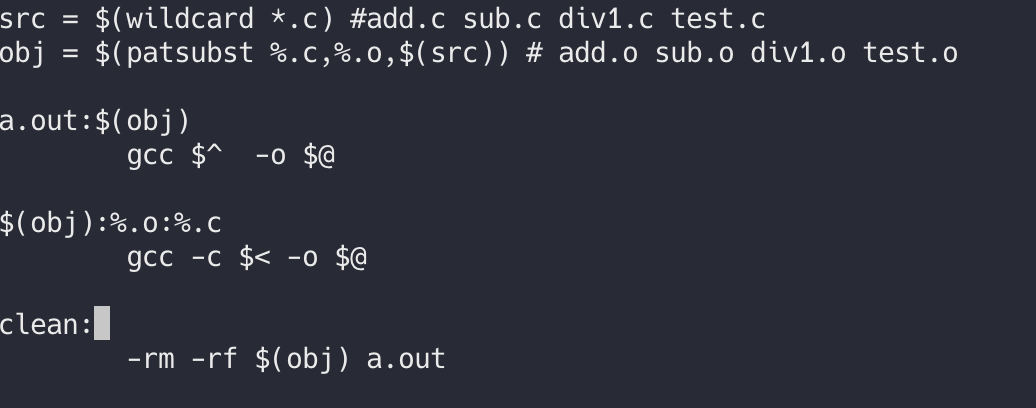 src = $(wildcard *.c) #add.c sub.c div1.c test.c
obj = $(patsubst %.c,%.o,$(src)) # add.o sub.o div1.o test.o
a.out:$(obj)
gcc $^  -o $@
$(obj):%.o:%.c
gcc -c $< -o $@
clean:
-rm -rf $(obj) a.out